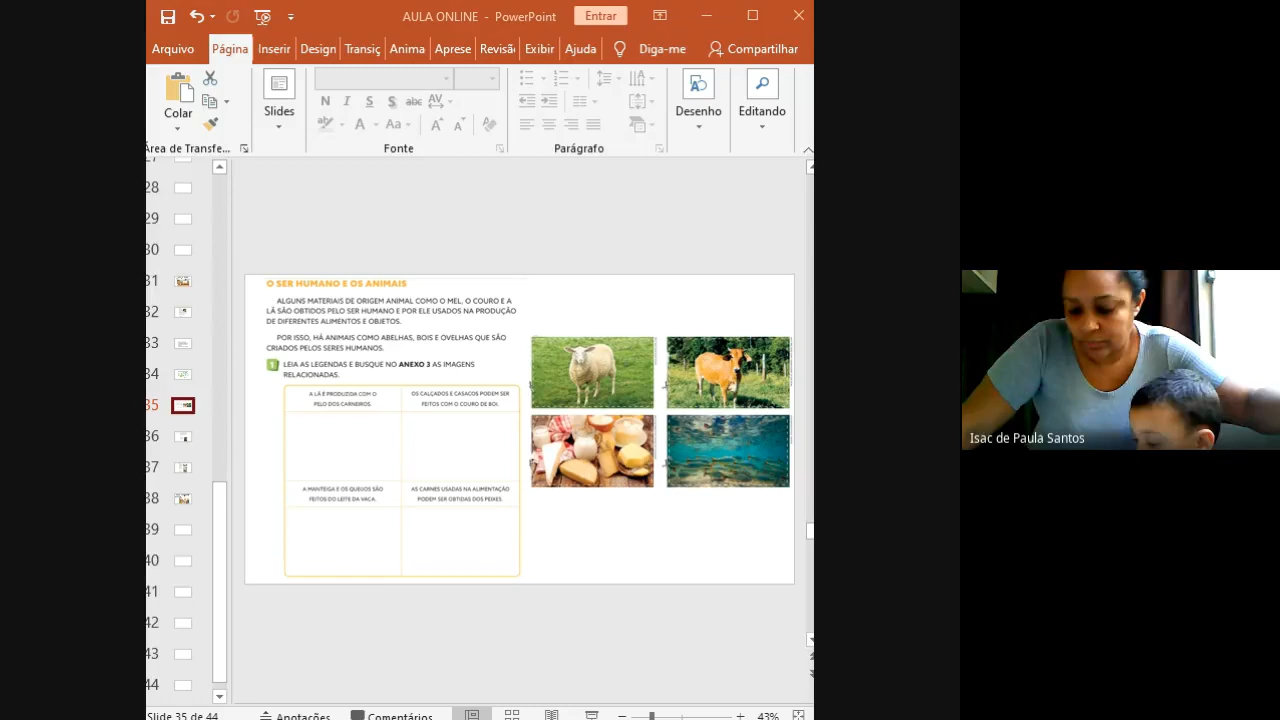 AULA ONLINE - PowerPoint
Entrar
Arquivo Página Inserir Design Transiç Anima Aprese Revisã Exibir Ajuda Diga-me Compartilhar
Colar
Slides
N I S S abc AV
A Aa A A
Desenho
Editando
Área de Transfe...
Fonte
Parágrafo
28
29
30
31
32
33
34
35
36
37
38
39
40
41
42
43
44
O SER HUMANO E OS ANIMAIS
ALGUNS MATERIAIS DE ORIGEM ANIMAL COMO O MEL, O COURO E A
LÃ SÃO OBTIDOS PELO SER HUMANO E POR ELE USADOS NA PRODUÇÃO
DE DIFERENTES ALIMENTOS E OBJETOS.
POR ISSO, HÁ ANIMAIS COMO ABELHAS, BOIS E OVELHAS QUE SÃO
CRIADOS PELOS SERES HUMANOS.
1 LEIA AS LEGENDAS E BUSQUE NO ANEXO 3 AS IMAGENS
RELACIONADAS.
A LÃ É PRODUZIDA COM O
PELO DOS CARNEIROS.
OS CALÇADOS E CASACOS PODEM SER
FEITOS COM O COURO DE BOI.
A MANTEIGA E OS QUEIJOS SÃO
FEITOS DO LEITE DA VACA.
AS CARNES USADAS NA ALIMENTAÇÃO
PODEM SER OBTIDAS DOS PEIXES.
Isac de Paula Santos
Slide 35 de 44
Anotações
Comentários
43%